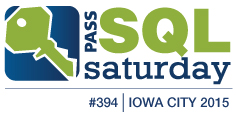 PASS SQL
saturday
#394 | IOWA CITY 2015